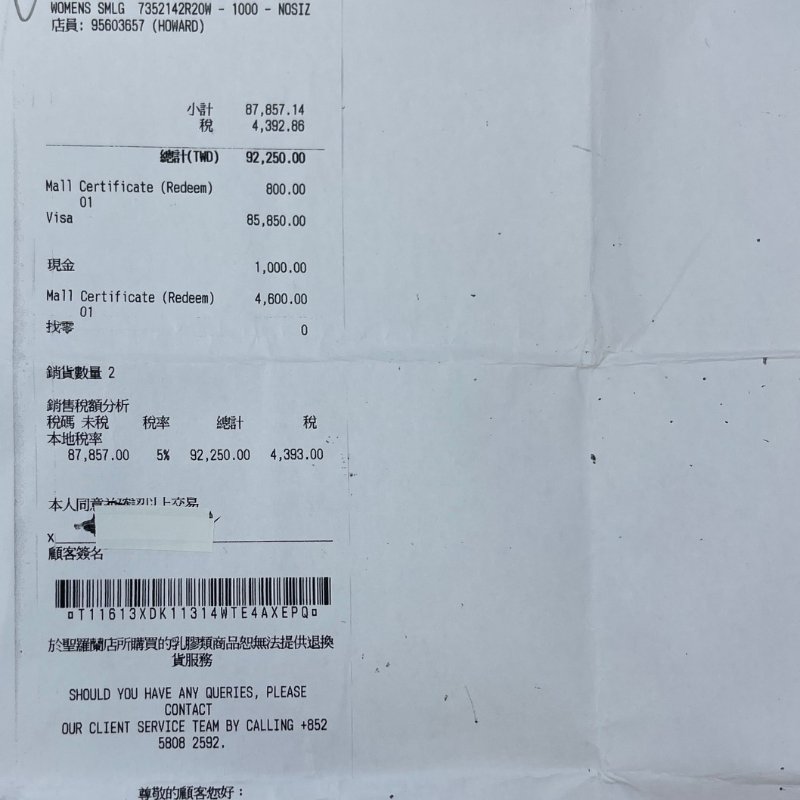 WOMENS SMLG 7352142R20W - 1000 - NOSIZ
店員: 95603657 (HOWARD)
小計 87,857.14
稅 4,392.86
總計(TWD) 92,250.00
Mall Certificate (Redeem) 800.00
01
Visa 85,850.00
現金 1,000.00
Mall Certificate (Redeem) 4,600.00
01
找零 0
銷貨數量 2
銷售稅額分析
稅碼 未稅 稅率 總計 稅
本地稅率
87,857.00 5% 92,250.00 4,393.00
本人同意並確認以上交易
x
顧客簽名
¤T11613XDK11314WTE4AXEPQ¤
於聖羅蘭店所購買的乳膠類商品恕無法提供退換
貨服務
SHOULD YOU HAVE ANY QUERIES, PLEASE
CONTACT
OUR CLIENT SERVICE TEAM BY CALLING +852
5808 2592.
尊敬的顧客您好：